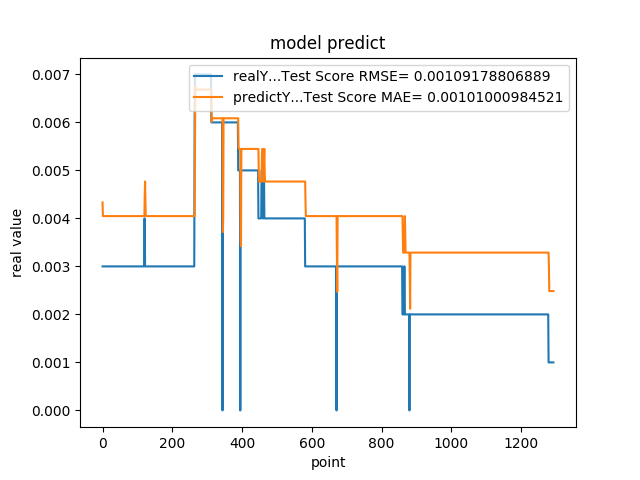 model predict
realY...Test Score RMSE= 0.00109178806889
predictY...Test Score MAE= 0.00101000984521
real value
0.007
0.006
0.005
0.004
0.003
0.002
0.001
0.000
0 200 400 600 800 1000 1200
point